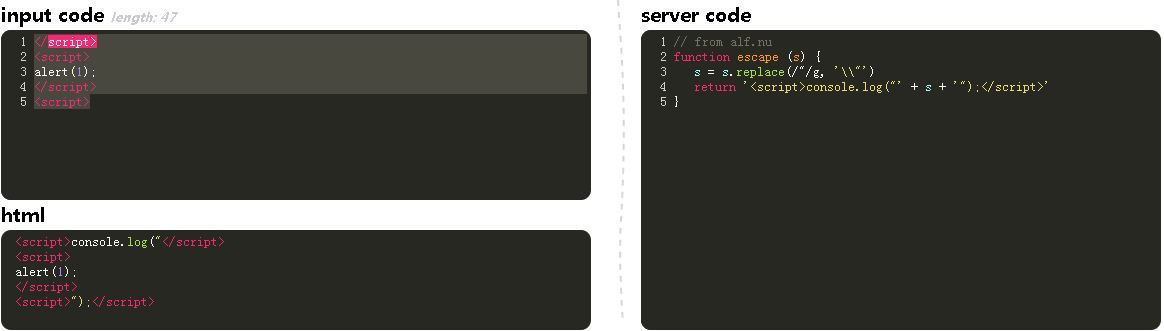 input code length: 47
1 </script>
2 <script>
3 alert(1);
4 </script>
5 <script>
html
<script>console.log("</script>
<script>
alert(1);
</script>
<script>");</script>
server code
1 // from alf.nu
2 function escape (s) {
3 s = s.replace(/"/g, '\\"')
4 return '<script>console.log("' + s + '");</script>'
5 }